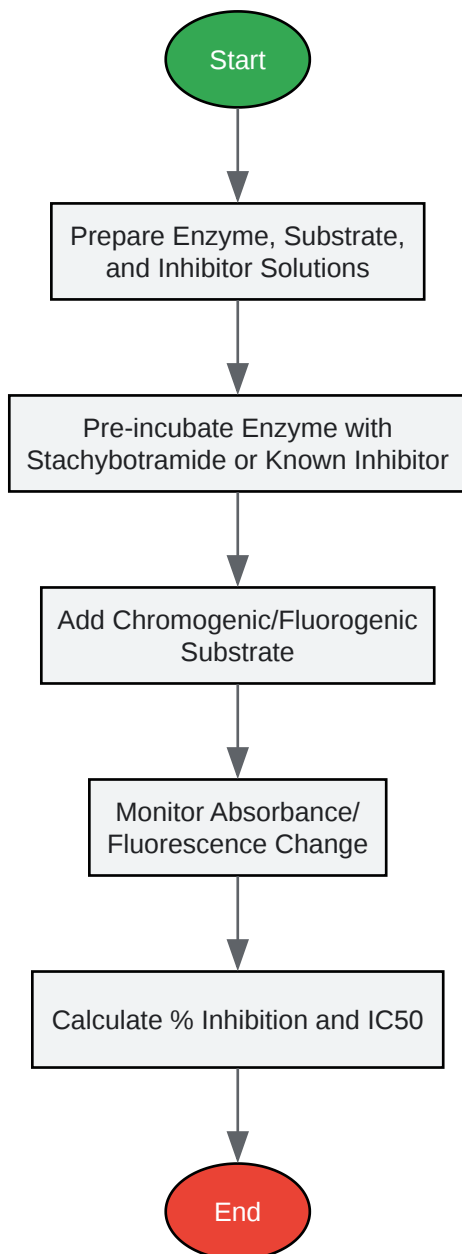 Start
Prepare Enzyme, Substrate,
and Inhibitor Solutions
Pre-incubate Enzyme with
Stachybotramide or Known Inhibitor
Add Chromogenic/Fluorogenic
Substrate
Monitor Absorbance/
Fluorescence Change
Calculate % Inhibition and IC50
End